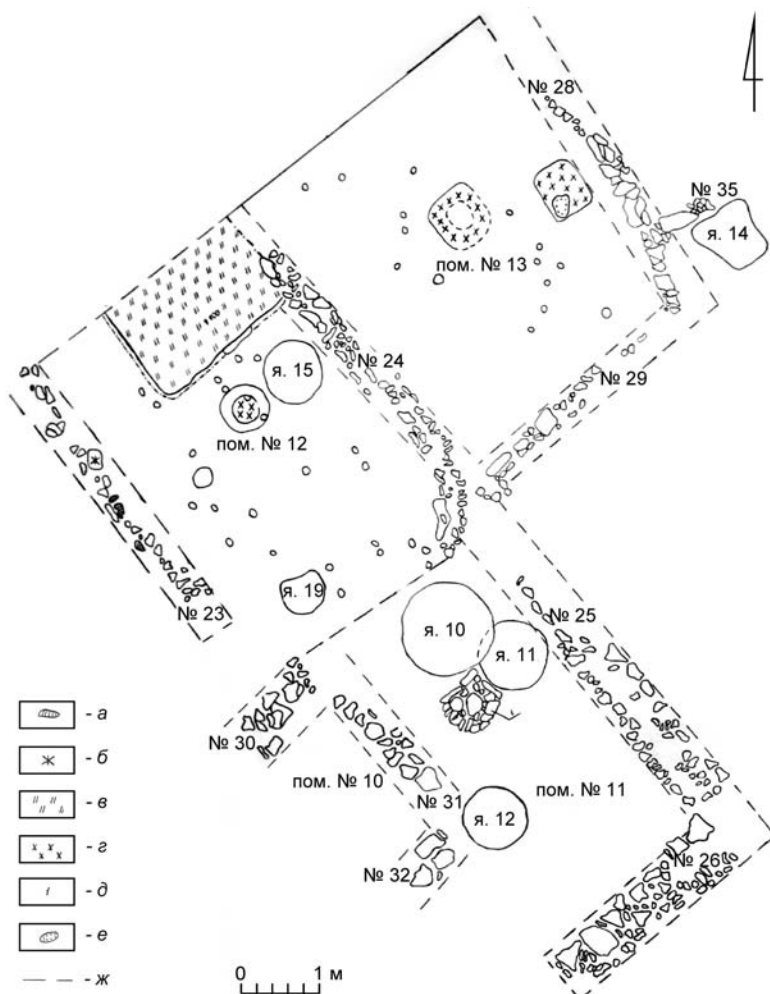 № 28
№ 35
я. 14
пом. № 13
№ 24
я. 15
№ 29
пом. № 12
я. 19
№ 23
№ 25
я. 10
я. 11
№ 30
пом. № 10
№ 31
пом. № 11
я. 12
№ 32
№ 26
- а
- б
- в
- г
- д
- е
- ж
0 1 м